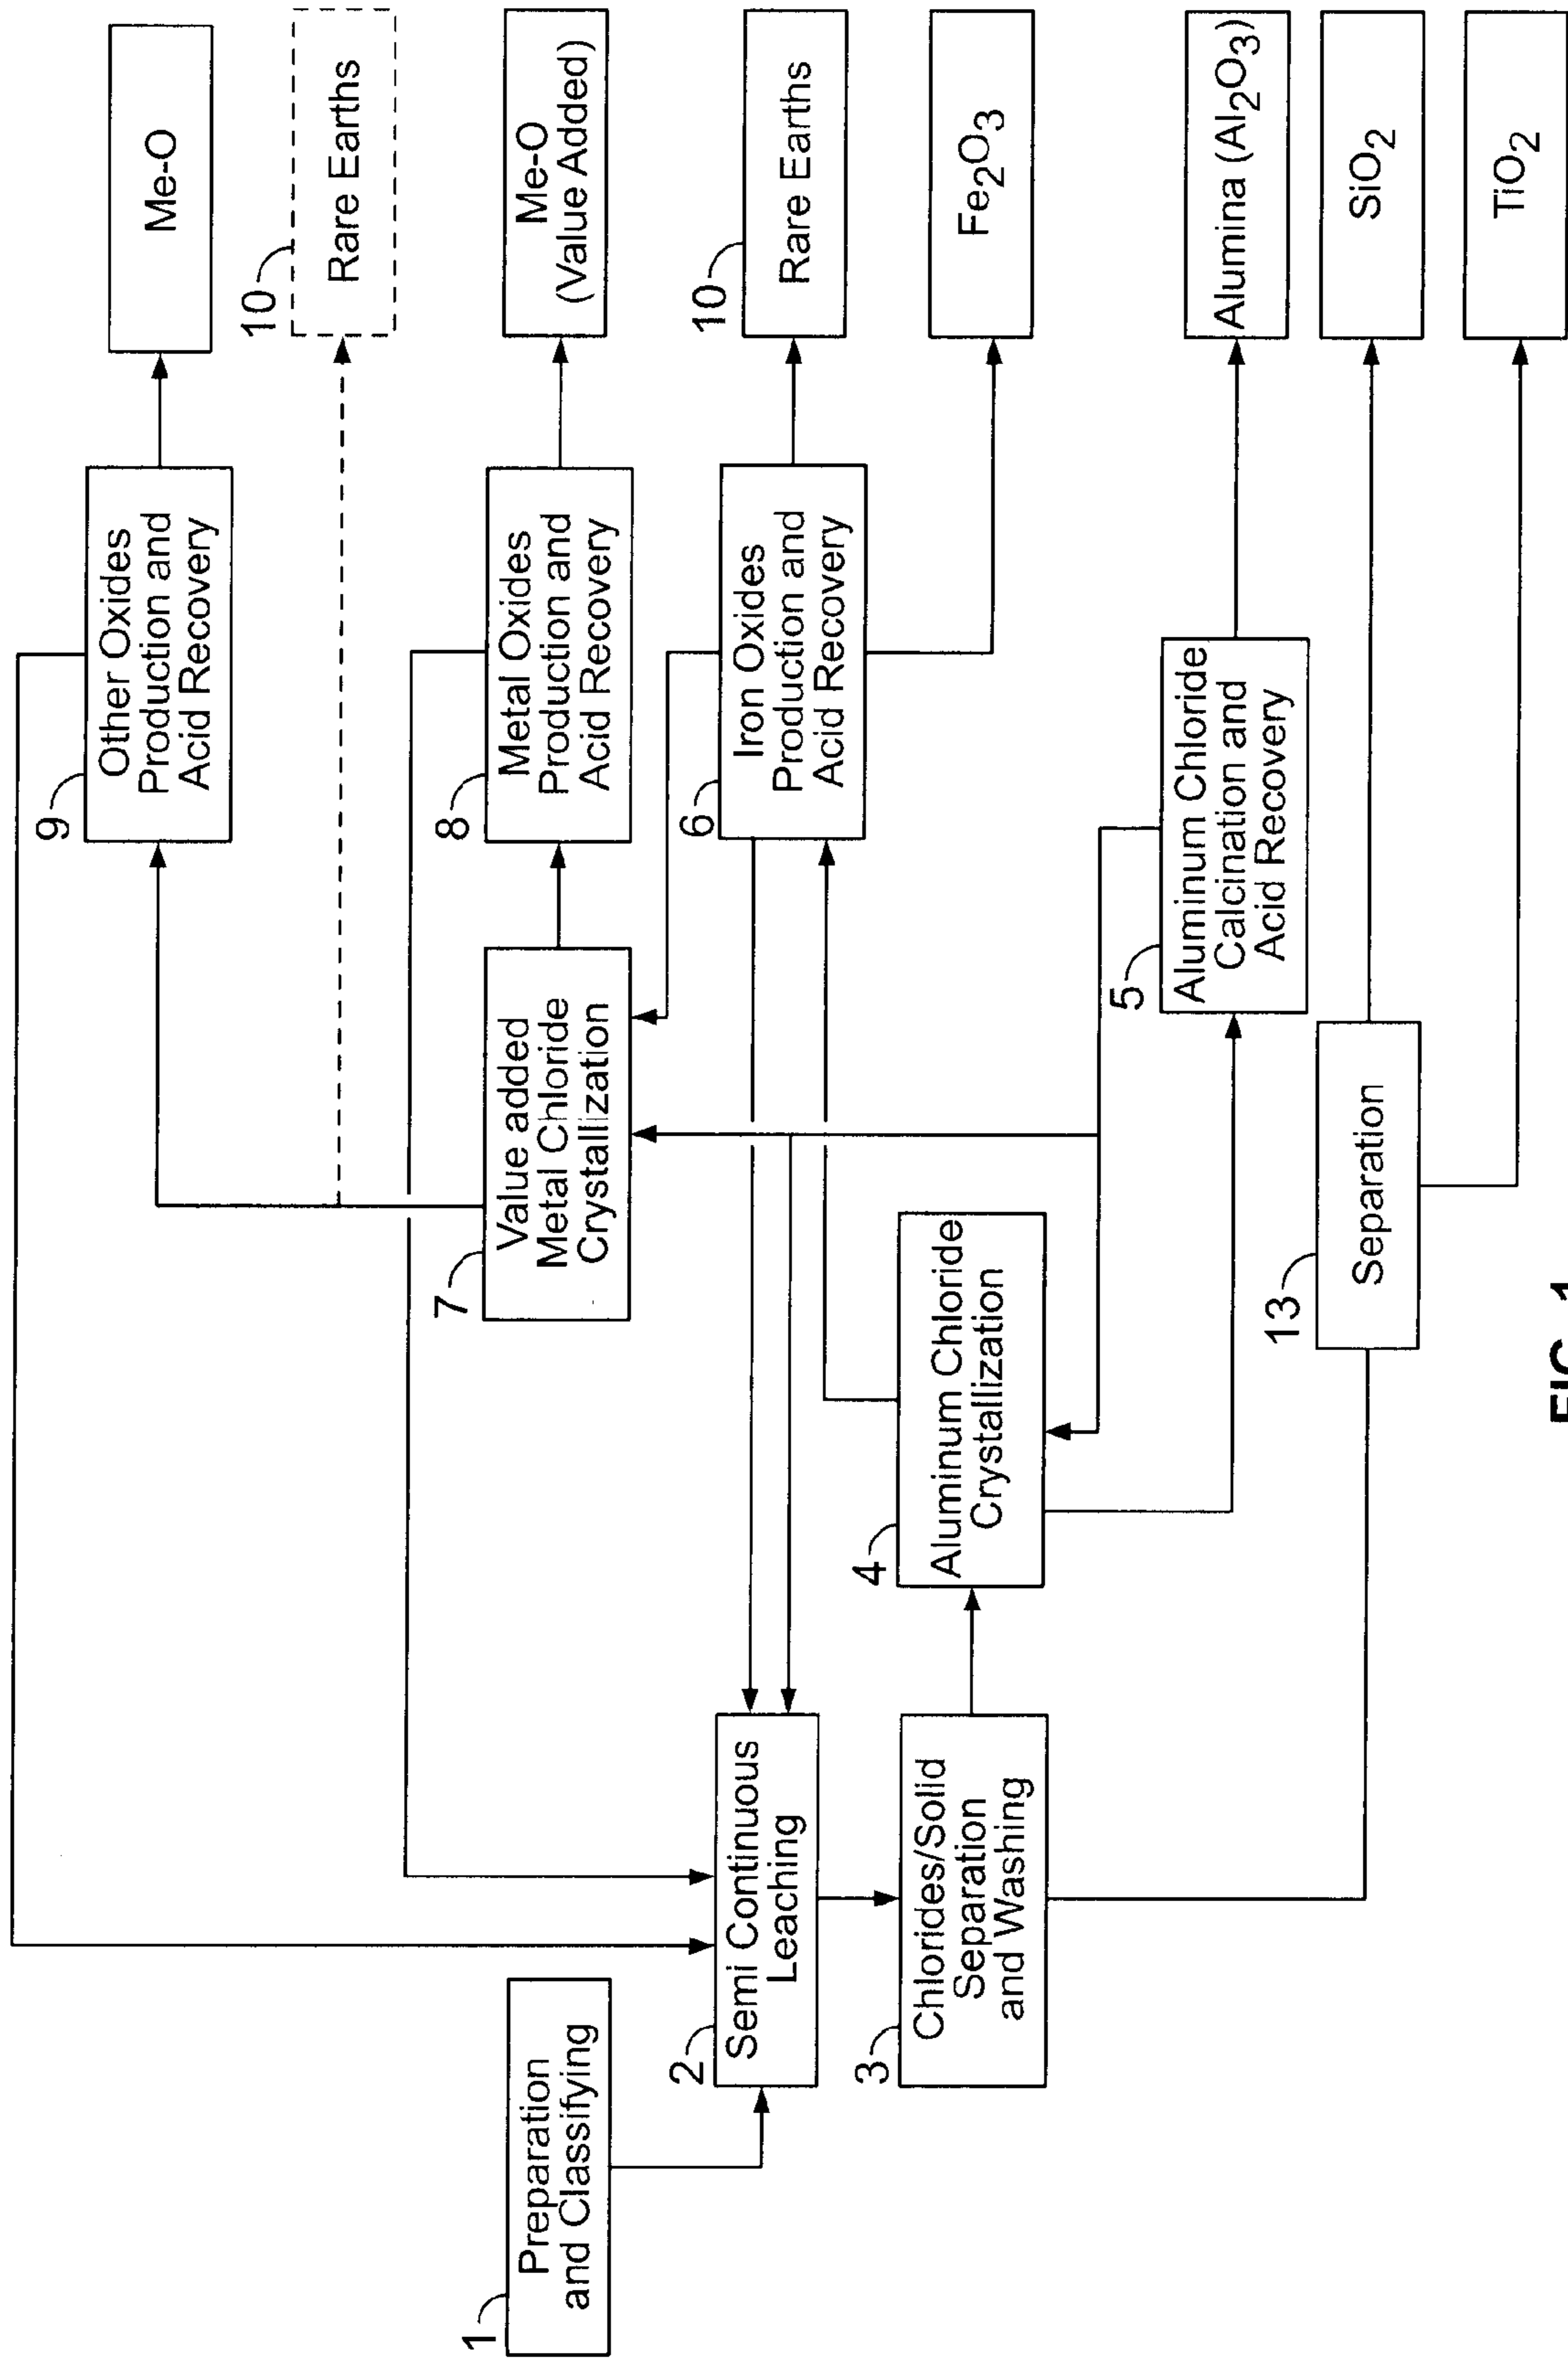 1
Preparation
and Classifying
2
Semi Continuous
Leaching
3
Chlorides/Solid
Separation
and Washing
4
Aluminum Chloride
Crystallization
7
Value added
Metal Chloride
Crystallization
13
Separation
9
Other Oxides
Production and
Acid Recovery
8
Metal Oxides
Production and
Acid Recovery
6
Iron Oxides
Production and
Acid Recovery
5
Aluminum Chloride
Calcination and
Acid Recovery
Me-O
10
Rare Earths
Me-O
(Value Added)
10
Rare Earths
Fe2O3
Alumina (Al2O3)
SiO2
TiO2